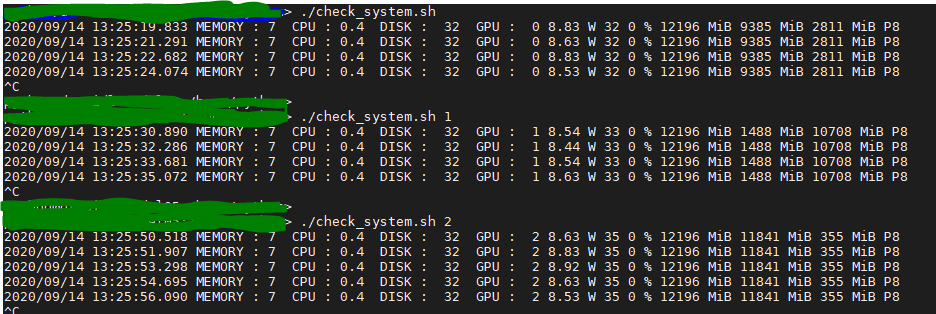 > ./check_system.sh
2020/09/14 13:25:19.833 MEMORY : 7  CPU : 0.4  DISK :  32  GPU :  0 8.83 W 32 0 % 12196 MiB 9385 MiB 2811 MiB P8
2020/09/14 13:25:21.291 MEMORY : 7  CPU : 0.4  DISK :  32  GPU :  0 8.63 W 32 0 % 12196 MiB 9385 MiB 2811 MiB P8
2020/09/14 13:25:22.682 MEMORY : 7  CPU : 0.4  DISK :  32  GPU :  0 8.83 W 32 0 % 12196 MiB 9385 MiB 2811 MiB P8
2020/09/14 13:25:24.074 MEMORY : 7  CPU : 0.4  DISK :  32  GPU :  0 8.53 W 32 0 % 12196 MiB 9385 MiB 2811 MiB P8
^C
>
> ./check_system.sh 1
2020/09/14 13:25:30.890 MEMORY : 7  CPU : 0.4  DISK :  32  GPU :  1 8.54 W 33 0 % 12196 MiB 1488 MiB 10708 MiB P8
2020/09/14 13:25:32.286 MEMORY : 7  CPU : 0.4  DISK :  32  GPU :  1 8.44 W 33 0 % 12196 MiB 1488 MiB 10708 MiB P8
2020/09/14 13:25:33.681 MEMORY : 7  CPU : 0.4  DISK :  32  GPU :  1 8.54 W 33 0 % 12196 MiB 1488 MiB 10708 MiB P8
2020/09/14 13:25:35.072 MEMORY : 7  CPU : 0.4  DISK :  32  GPU :  1 8.63 W 33 0 % 12196 MiB 1488 MiB 10708 MiB P8
^C
>
> ./check_system.sh 2
2020/09/14 13:25:50.518 MEMORY : 7  CPU : 0.4  DISK :  32  GPU :  2 8.63 W 35 0 % 12196 MiB 11841 MiB 355 MiB P8
2020/09/14 13:25:51.907 MEMORY : 7  CPU : 0.4  DISK :  32  GPU :  2 8.83 W 35 0 % 12196 MiB 11841 MiB 355 MiB P8
2020/09/14 13:25:53.298 MEMORY : 7  CPU : 0.4  DISK :  32  GPU :  2 8.92 W 35 0 % 12196 MiB 11841 MiB 355 MiB P8
2020/09/14 13:25:54.695 MEMORY : 7  CPU : 0.4  DISK :  32  GPU :  2 8.63 W 35 0 % 12196 MiB 11841 MiB 355 MiB P8
2020/09/14 13:25:56.090 MEMORY : 7  CPU : 0.4  DISK :  32  GPU :  2 8.53 W 35 0 % 12196 MiB 11841 MiB 355 MiB P8
^C